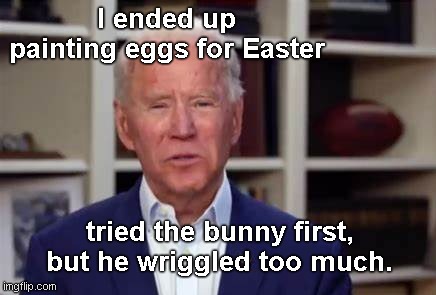 I ended up
painting eggs for Easter
tried the bunny first,
but he wriggled too much.
imgflip.com